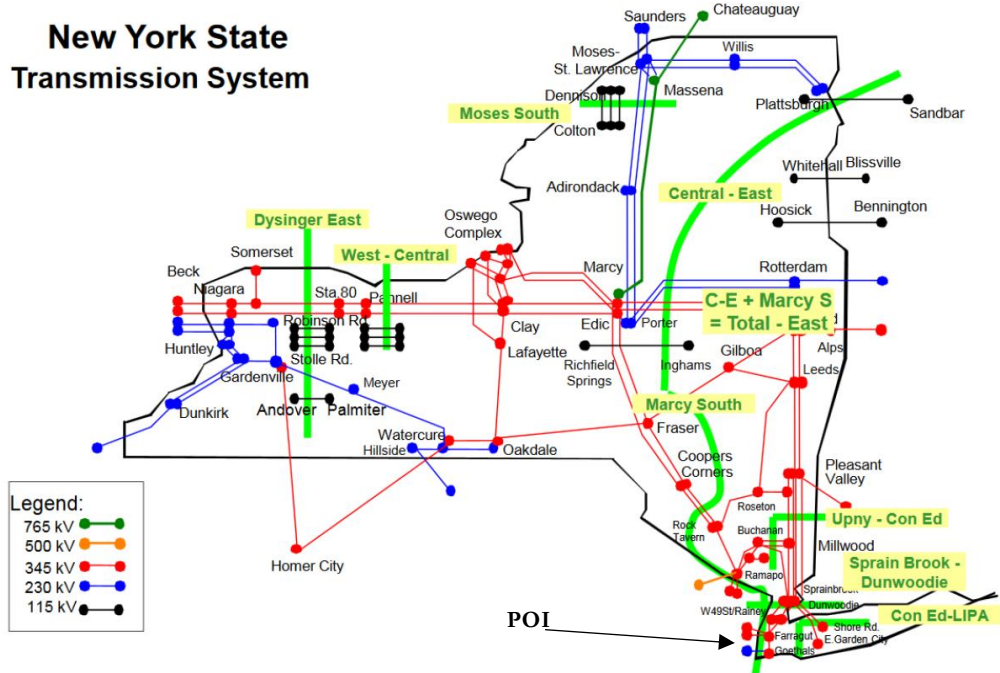 New York State
Transmission System
Saunders
Chateauguay
Moses-
St. Lawrence
Willis
Massena
Dennison
Plattsburgh
Sandbar
Moses South
Colton
Whitehall
Blissville
Adirondack
Central - East
Hoosick
Bennington
Dysinger East
Oswego
Complex
West - Central
Somerset
Beck
Niagara
Sta.80
Pannell
Marcy
Rotterdam
C-E + Marcy S
= Total - East
Robinson Rd.
Clay
Edic
Porter
Huntley
Stolle Rd.
Lafayette
Gilboa
Alps
Gardenville
Richfield
Springs
Inghams
Leeds
Meyer
Dunkirk
Andover
Palmiter
Marcy South
Fraser
Watercure
Hillside
Oakdale
Coopers
Corners
Pleasant
Valley
Legend:
765 kV
500 kV
345 kV
230 kV
115 kV
Roseton
Rock
Tavern
Buchanan
Upny - Con Ed
Millwood
Homer City
Ramapo
Sprain Brook -
Dunwoodie
Sprainbrook
Dunwoodie
W49St/Rainey
Con Ed-LIPA
POI
Shore Rd.
Farragut
E.Garden City
Goethals